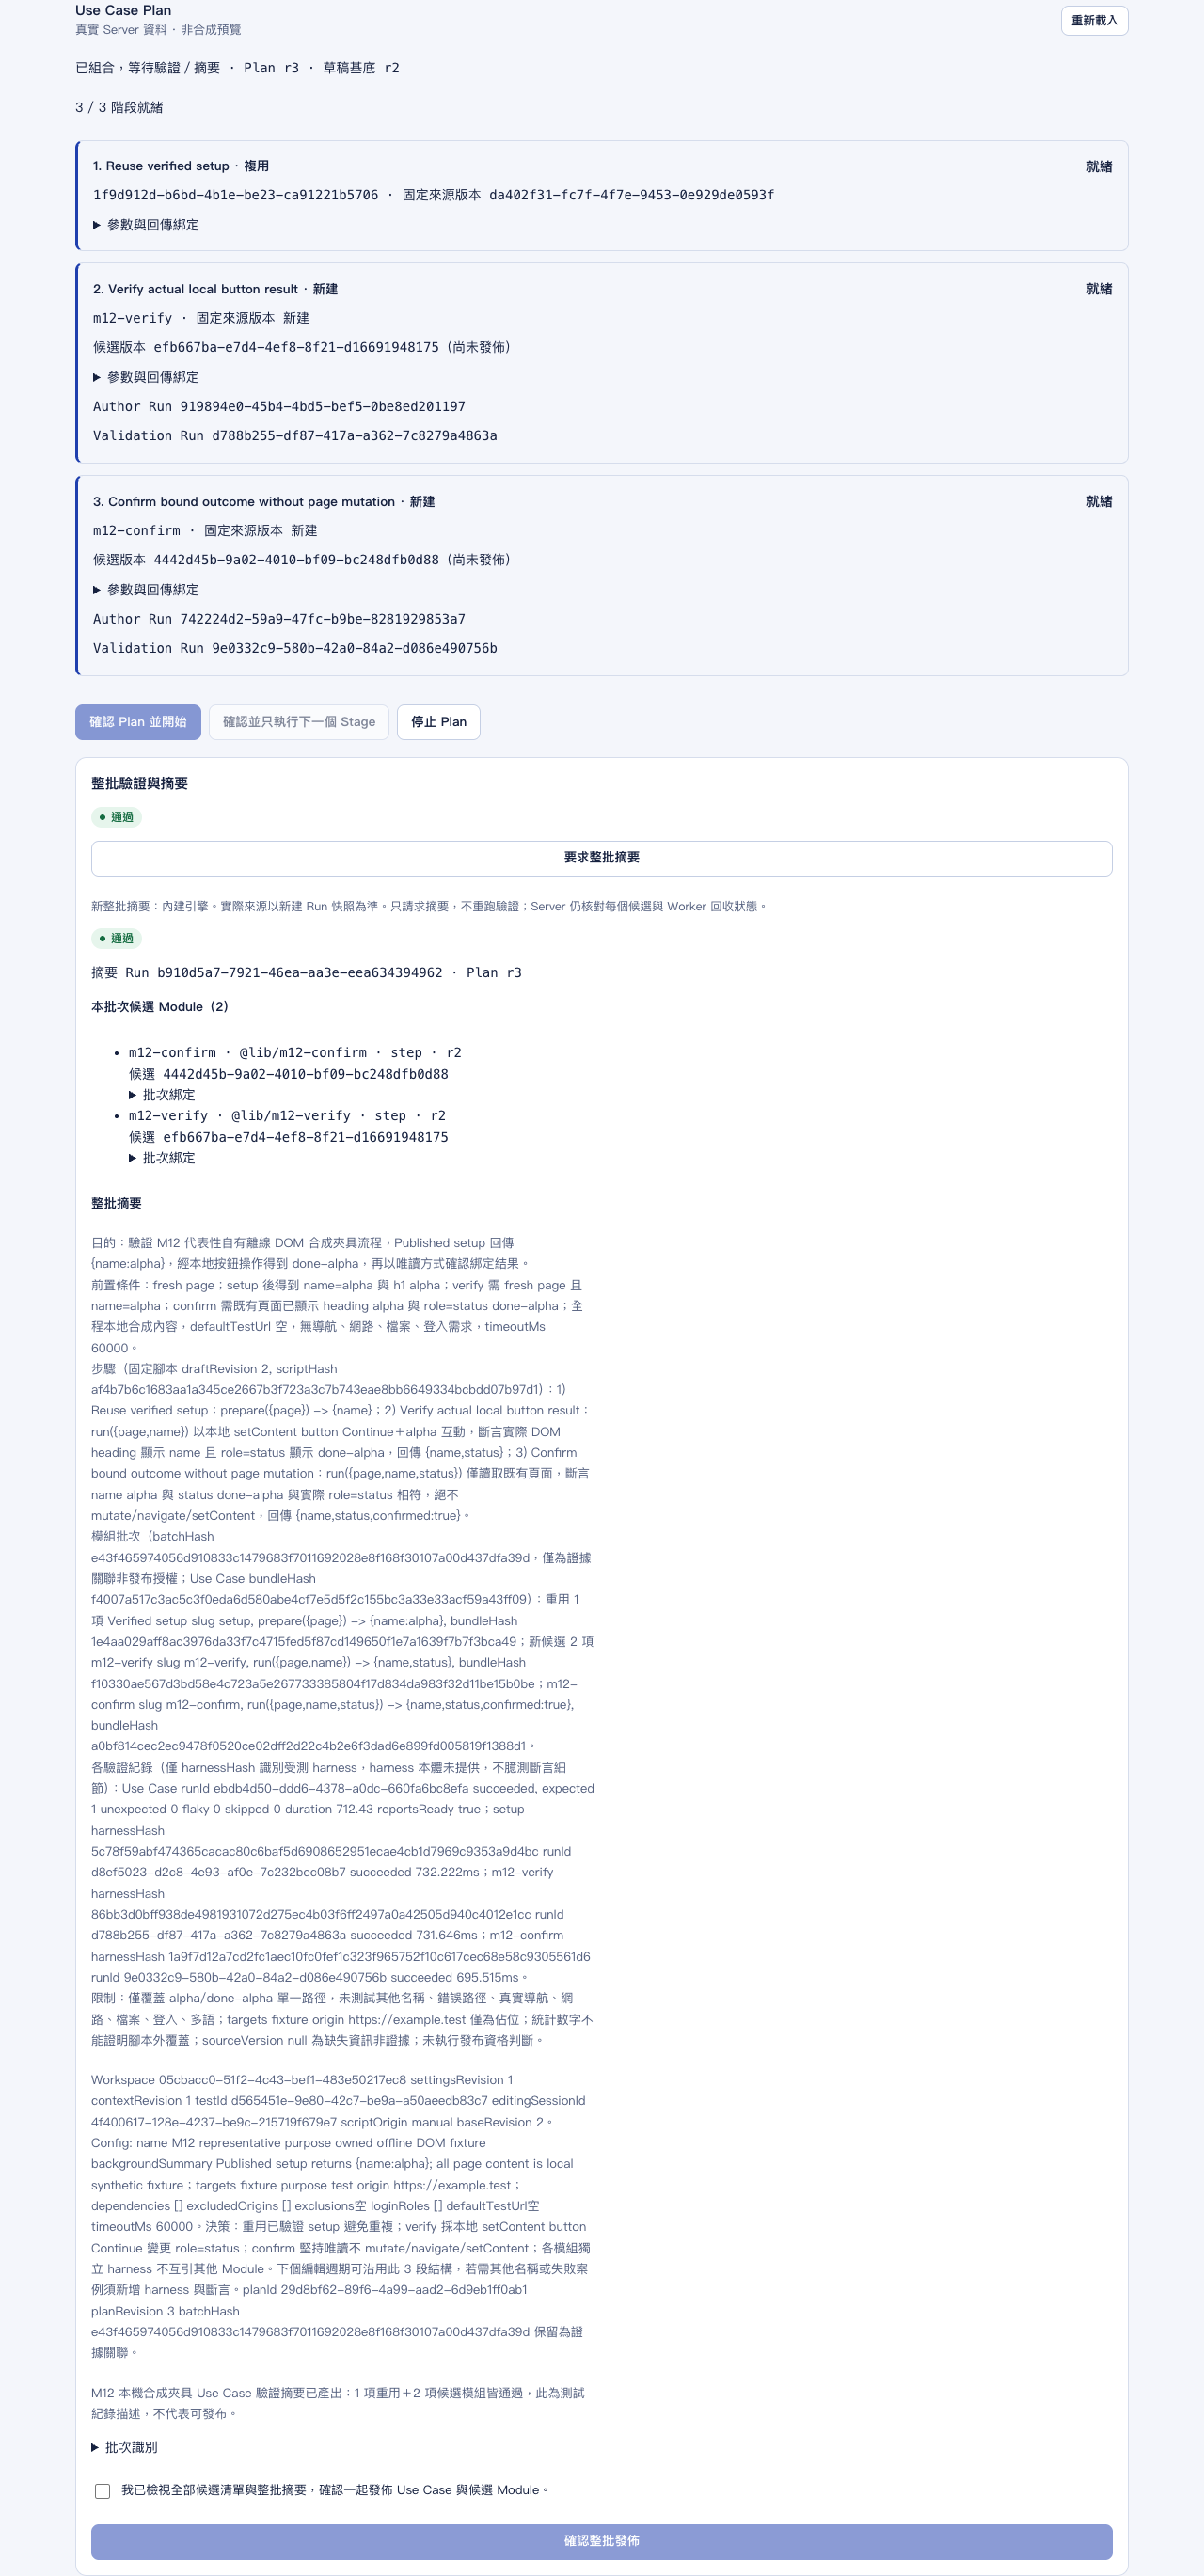 Use Case Plan
真實 Server 資料 · 非合成預覽
重新載入
已組合，等待驗證 / 摘要 · Plan r3 · 草稿基底 r2
3 / 3 階段就緒
1. Reuse verified setup · 複用
就緒
1f9d912d-b6bd-4b1e-be23-ca91221b5706 · 固定來源版本 da402f31-fc7f-4f7e-9453-0e929de0593f
▶ 參數與回傳綁定
2. Verify actual local button result · 新建
就緒
m12-verify · 固定來源版本 新建
候選版本 efb667ba-e7d4-4ef8-8f21-d16691948175（尚未發佈）
▶ 參數與回傳綁定
Author Run 919894e0-45b4-4bd5-bef5-0be8ed201197
Validation Run d788b255-df87-417a-a362-7c8279a4863a
3. Confirm bound outcome without page mutation · 新建
就緒
m12-confirm · 固定來源版本 新建
候選版本 4442d45b-9a02-4010-bf09-bc248dfb0d88（尚未發佈）
▶ 參數與回傳綁定
Author Run 742224d2-59a9-47fc-b9be-8281929853a7
Validation Run 9e0332c9-580b-42a0-84a2-d086e490756b
確認 Plan 並開始
確認並只執行下一個 Stage
停止 Plan
整批驗證與摘要
通過
要求整批摘要
新整批摘要：內建引擎。實際來源以新建 Run 快照為準。只請求摘要，不重跑驗證；Server 仍核對每個候選與 Worker 回收狀態。
通過
摘要 Run b910d5a7-7921-46ea-aa3e-eea634394962 · Plan r3
本批次候選 Module（2）
m12-confirm · @lib/m12-confirm · step · r2
候選 4442d45b-9a02-4010-bf09-bc248dfb0d88
▶ 批次綁定
m12-verify · @lib/m12-verify · step · r2
候選 efb667ba-e7d4-4ef8-8f21-d16691948175
▶ 批次綁定
整批摘要
目的：驗證 M12 代表性自有離線 DOM 合成夾具流程，Published setup 回傳
{name:alpha}，經本地按鈕操作得到 done-alpha，再以唯讀方式確認綁定結果。
前置條件：fresh page；setup 後得到 name=alpha 與 h1 alpha；verify 需 fresh page 且
name=alpha；confirm 需既有頁面已顯示 heading alpha 與 role=status done-alpha；全
程本地合成內容，defaultTestUrl 空，無導航、網路、檔案、登入需求，timeoutMs
60000。
步驟（固定腳本 draftRevision 2, scriptHash
af4b7b6c1683aa1a345ce2667b3f723a3c7b743eae8bb6649334bcbdd07b97d1）：1)
Reuse verified setup：prepare({page}) -> {name}；2) Verify actual local button result：
run({page,name}) 以本地 setContent button Continue＋alpha 互動，斷言實際 DOM
heading 顯示 name 且 role=status 顯示 done-alpha，回傳 {name,status}；3) Confirm
bound outcome without page mutation：run({page,name,status}) 僅讀取既有頁面，斷言
name alpha 與 status done-alpha 與實際 role=status 相符，絕不
mutate/navigate/setContent，回傳 {name,status,confirmed:true}。
模組批次（batchHash
e43f465974056d910833c1479683f7011692028e8f168f30107a00d437dfa39d，僅為證據
關聯非發布授權；Use Case bundleHash
f4007a517c3ac5c3f0eda6d580abe4cf7e5d5f2c155bc3a33e33acf59a43ff09）：重用 1
項 Verified setup slug setup, prepare({page}) -> {name:alpha}, bundleHash
1e4aa029aff8ac3976da33f7c4715fed5f87cd149650f1e7a1639f7b7f3bca49；新候選 2 項
m12-verify slug m12-verify, run({page,name}) -> {name,status}, bundleHash
f10330ae567d3bd58e4c723a5e267733385804f17d834da983f32d11be15b0be；m12-
confirm slug m12-confirm, run({page,name,status}) -> {name,status,confirmed:true},
bundleHash
a0bf814cec2ec9478f0520ce02dff2d22c4b2e6f3dad6e899fd005819f1388d1。
各驗證紀錄（僅 harnessHash 識別受測 harness，harness 本體未提供，不臆測斷言細
節）：Use Case runId ebdb4d50-ddd6-4378-a0dc-660fa6bc8efa succeeded, expected
1 unexpected 0 flaky 0 skipped 0 duration 712.43 reportsReady true；setup
harnessHash
5c78f59abf474365cacac80c6baf5d6908652951ecae4cb1d7969c9353a9d4bc runId
d8ef5023-d2c8-4e93-af0e-7c232bec08b7 succeeded 732.222ms；m12-verify
harnessHash
86bb3d0bff938de4981931072d275ec4b03f6ff2497a0a42505d940c4012e1cc runId
d788b255-df87-417a-a362-7c8279a4863a succeeded 731.646ms；m12-confirm
harnessHash 1a9f7d12a7cd2fc1aec10fc0fef1c323f965752f10c617cec68e58c9305561d6
runId 9e0332c9-580b-42a0-84a2-d086e490756b succeeded 695.515ms。
限制：僅覆蓋 alpha/done-alpha 單一路徑，未測試其他名稱、錯誤路徑、真實導航、網
路、檔案、登入、多語；targets fixture origin https://example.test 僅為佔位；統計數字不
能證明腳本外覆蓋；sourceVersion null 為缺失資訊非證據；未執行發布資格判斷。
Workspace 05cbacc0-51f2-4c43-bef1-483e50217ec8 settingsRevision 1
contextRevision 1 testId d565451e-9e80-42c7-be9a-a50aeedb83c7 editingSessionId
4f400617-128e-4237-be9c-215719f679e7 scriptOrigin manual baseRevision 2。
Config: name M12 representative purpose owned offline DOM fixture
backgroundSummary Published setup returns {name:alpha}; all page content is local
synthetic fixture；targets fixture purpose test origin https://example.test；
dependencies [] excludedOrigins [] exclusions空 loginRoles [] defaultTestUrl空
timeoutMs 60000。決策：重用已驗證 setup 避免重複；verify 採本地 setContent button
Continue 變更 role=status；confirm 堅持唯讀不 mutate/navigate/setContent；各模組獨
立 harness 不互引其他 Module。下個編輯週期可沿用此 3 段結構，若需其他名稱或失敗案
例須新增 harness 與斷言。planId 29d8bf62-89f6-4a99-aad2-6d9eb1ff0ab1
planRevision 3 batchHash
e43f465974056d910833c1479683f7011692028e8f168f30107a00d437dfa39d 保留為證
據關聯。
M12 本機合成夾具 Use Case 驗證摘要已產出：1 項重用＋2 項候選模組皆通過，此為測試
紀錄描述，不代表可發布。
▶ 批次識別
我已檢視全部候選清單與整批摘要，確認一起發佈 Use Case 與候選 Module。
確認整批發佈